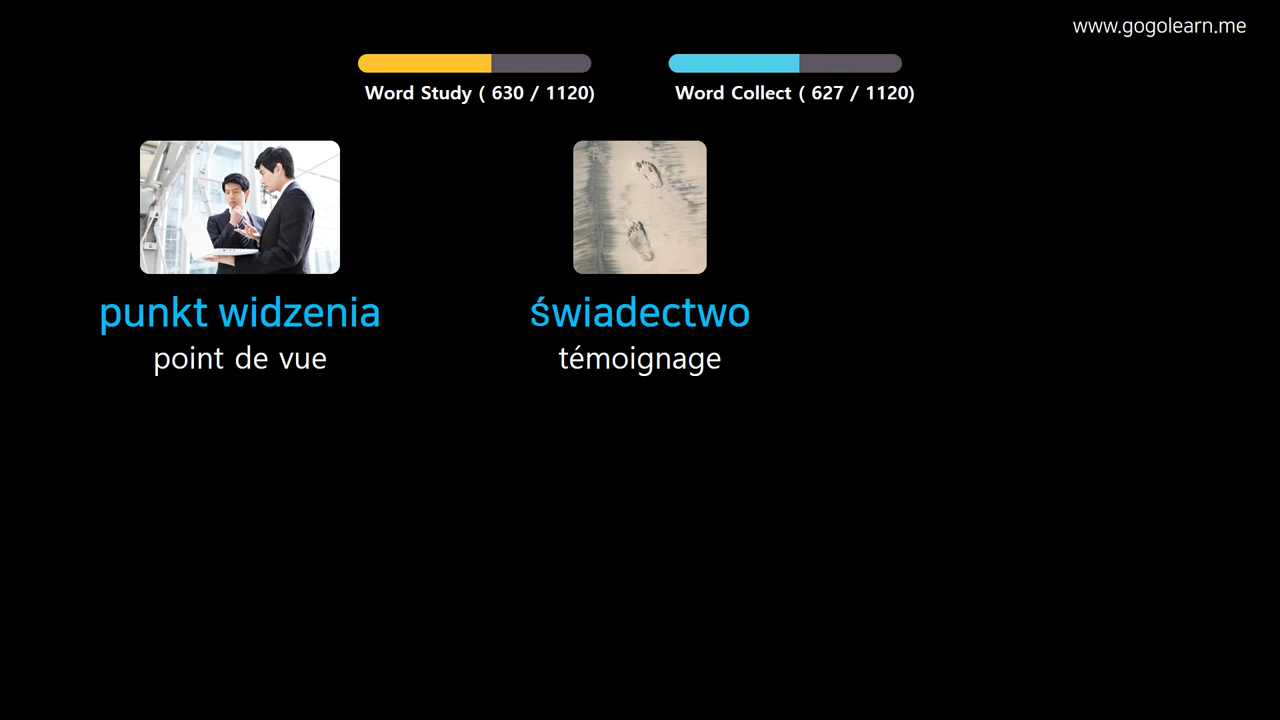 www.gogolearn.me
Word Study ( 630 / 1120)
Word Collect ( 627 / 1120)
punkt widzenia
point de vue
świadectwo
témoignage